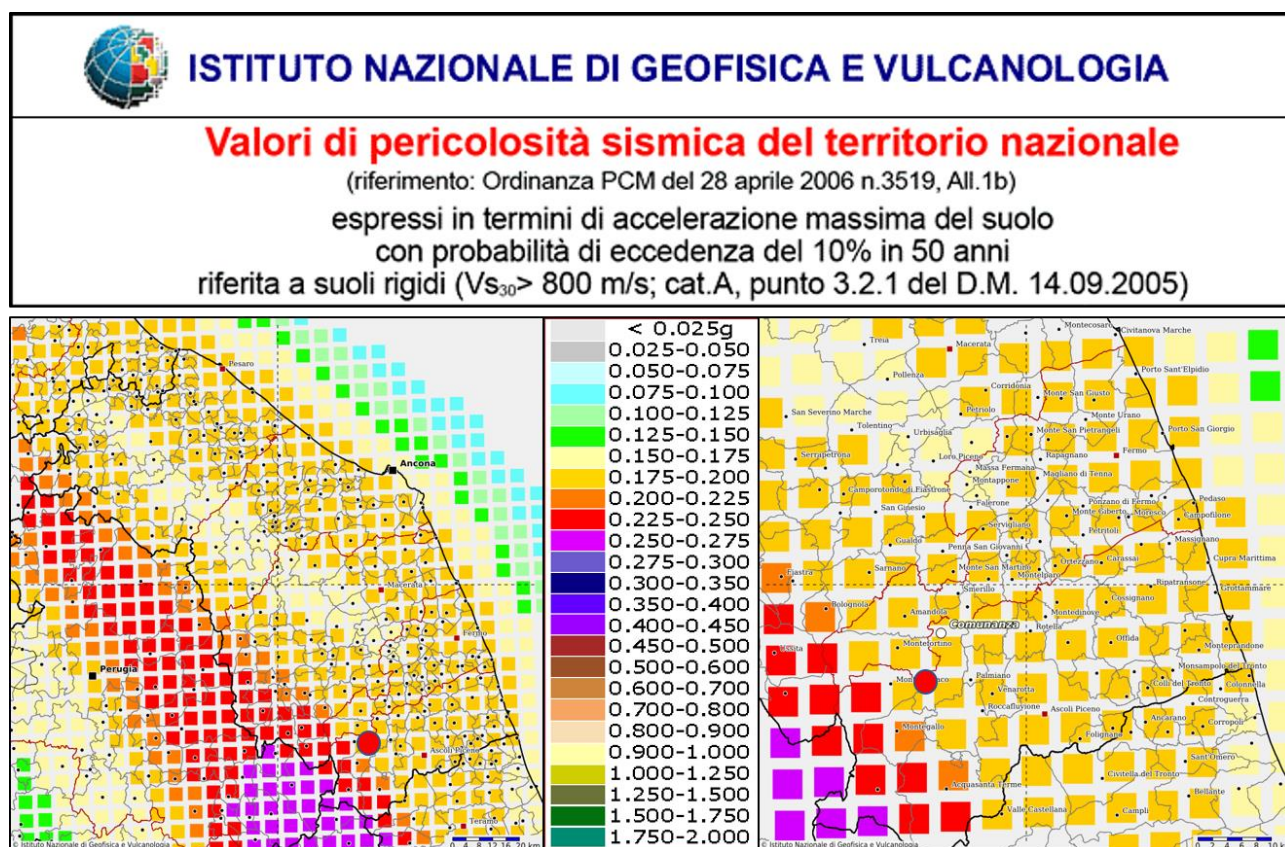 ISTITUTO NAZIONALE DI GEOFISICA E VULCANOLOGIA
Valori di pericolosità sismica del territorio nazionale
(riferimento: Ordinanza PCM del 28 aprile 2006 n.3519, All.1b)
espressi in termini di accelerazione massima del suolo
con probabilità di eccedenza del 10% in 50 anni
riferita a suoli rigidi (Vs30> 800 m/s; cat.A, punto 3.2.1 del D.M. 14.09.2005)
Pesaro
Ancona
Macerata
Fermo
Perugia
Ascoli Piceno
Teramo
0 4 8 12 16 20 km
© Istituto Nazionale di Geofisica e Vulcanologia
< 0.025g
0.025-0.050
0.050-0.075
0.075-0.100
0.100-0.125
0.125-0.150
0.150-0.175
0.175-0.200
0.200-0.225
0.225-0.250
0.250-0.275
0.275-0.300
0.300-0.350
0.350-0.400
0.400-0.450
0.450-0.500
0.500-0.600
0.600-0.700
0.700-0.800
0.800-0.900
0.900-1.000
1.000-1.250
1.250-1.500
1.500-1.750
1.750-2.000
Montecosaro
Civitanova Marche
Treia
Macerata
Pollenza
Porto Sant'Elpidio
Corridonia
Monte San Giusto
San Severino Marche
Petriolo
Monte Urano
Tolentino
Urbisaglia
Monte San Pietrangeli
Porto San Giorgio
Serrapetrona
Loro Piceno
Rapagnano
Fermo
Massa Fermana
Magliano di Tenna
Camporotondo di Fiastrone
Montappone
Falerone
Ponzano di Fermo
Pedaso
San Ginesio
Monte Giberto
Moresco
Campofilone
Servigliano
Petritoli
Massignano
Gualdo
Penna San Giovanni
Carassai
Cupra Marittima
Fiastra
Sarnano
Monte San Martino
Ortezzano
Montelparo
Ripatransone
Smerillo
Grottammare
Bolognola
Amandola
Montedinove
Cossignano
Comunanza
Rotella
Offida
Ussita
Montefortino
Monteprandone
Monsampolo del Tronto
Palmiano
Colli del Tronto
Colonnella
Venarotta
Controguerra
Roccafluvione
Ascoli Piceno
Montegallo
Ancarano
Corropoli
Folignano
Sant'Omero
Acquasanta Terme
Civitella del Tronto
Bellante
Valle Castellana
Campli
© Istituto Nazionale di Geofisica e Vulcanologia